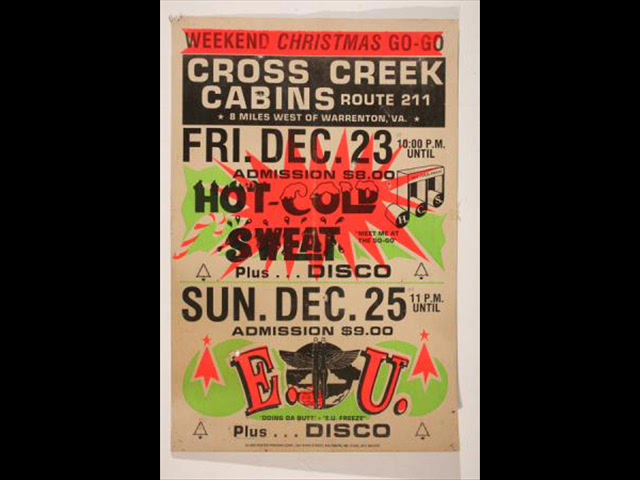 WEEKEND CHRISTMAS GO-GO
CROSS CREEK
CABINS ROUTE 211
* 8 MILES WEST OF WARRENTON, VA. *
FRI. DEC. 23 10:00 P.M. UNTIL
ADMISSION $8.00
HOT-COLD
SWEAT
H C S
"MEET ME AT
THE GO-GO"
Plus . . . DISCO
SUN. DEC. 25 11 P.M. UNTIL
ADMISSION $9.00
E.U.
"DOING DA BUTT" - "E.U. FREEZE"
Plus . . . DISCO